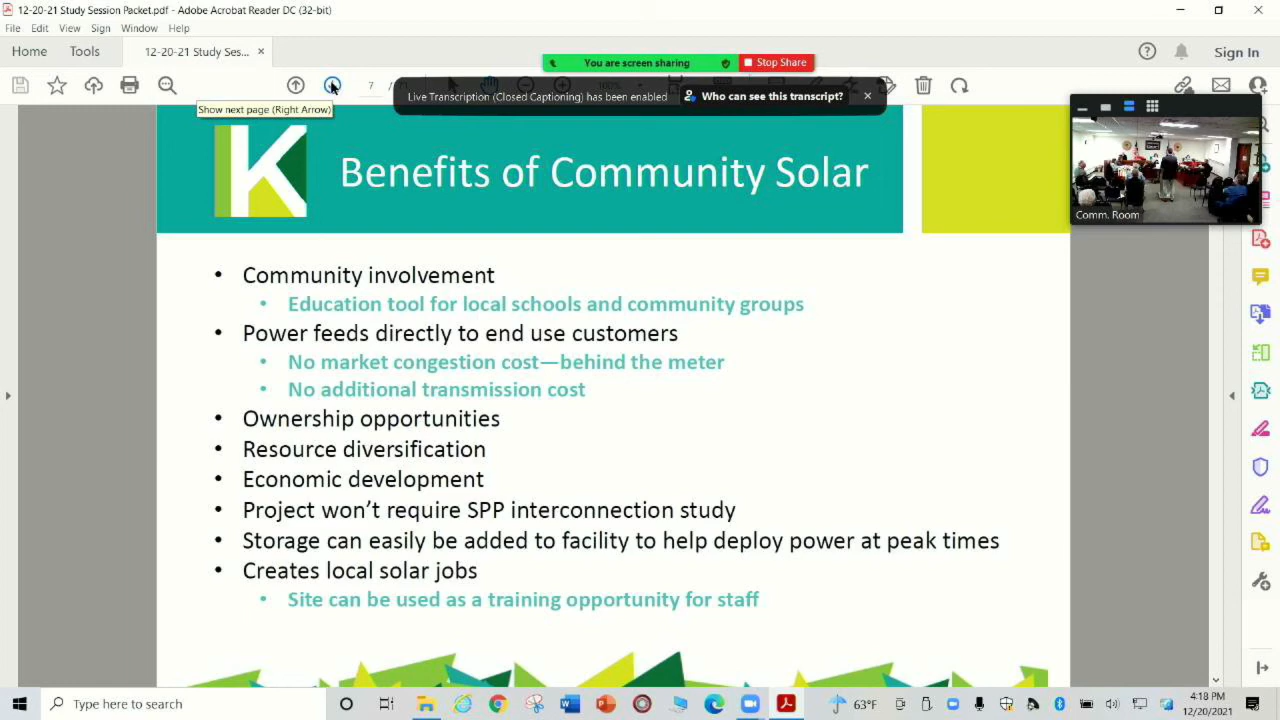 12-20-21 Study Session Packet.pdf - Adobe Acrobat Reader DC (32-bit)
File Edit View Sign Window Help
Home Tools 12-20-21 Study Ses... × Sign In
You are screen sharing Stop Share
7 /
Live Transcription (Closed Captioning) has been enabled Who can see this transcript? ×
Show next page (Right Arrow)
K
Benefits of Community Solar
Comm. Room
• Community involvement
• Education tool for local schools and community groups
• Power feeds directly to end use customers
• No market congestion cost—behind the meter
• No additional transmission cost
• Ownership opportunities
• Resource diversification
• Economic development
• Project won’t require SPP interconnection study
• Storage can easily be added to facility to help deploy power at peak times
• Creates local solar jobs
• Site can be used as a training opportunity for staff
Type here to search
63°F
4:18 PM
12/20/2021